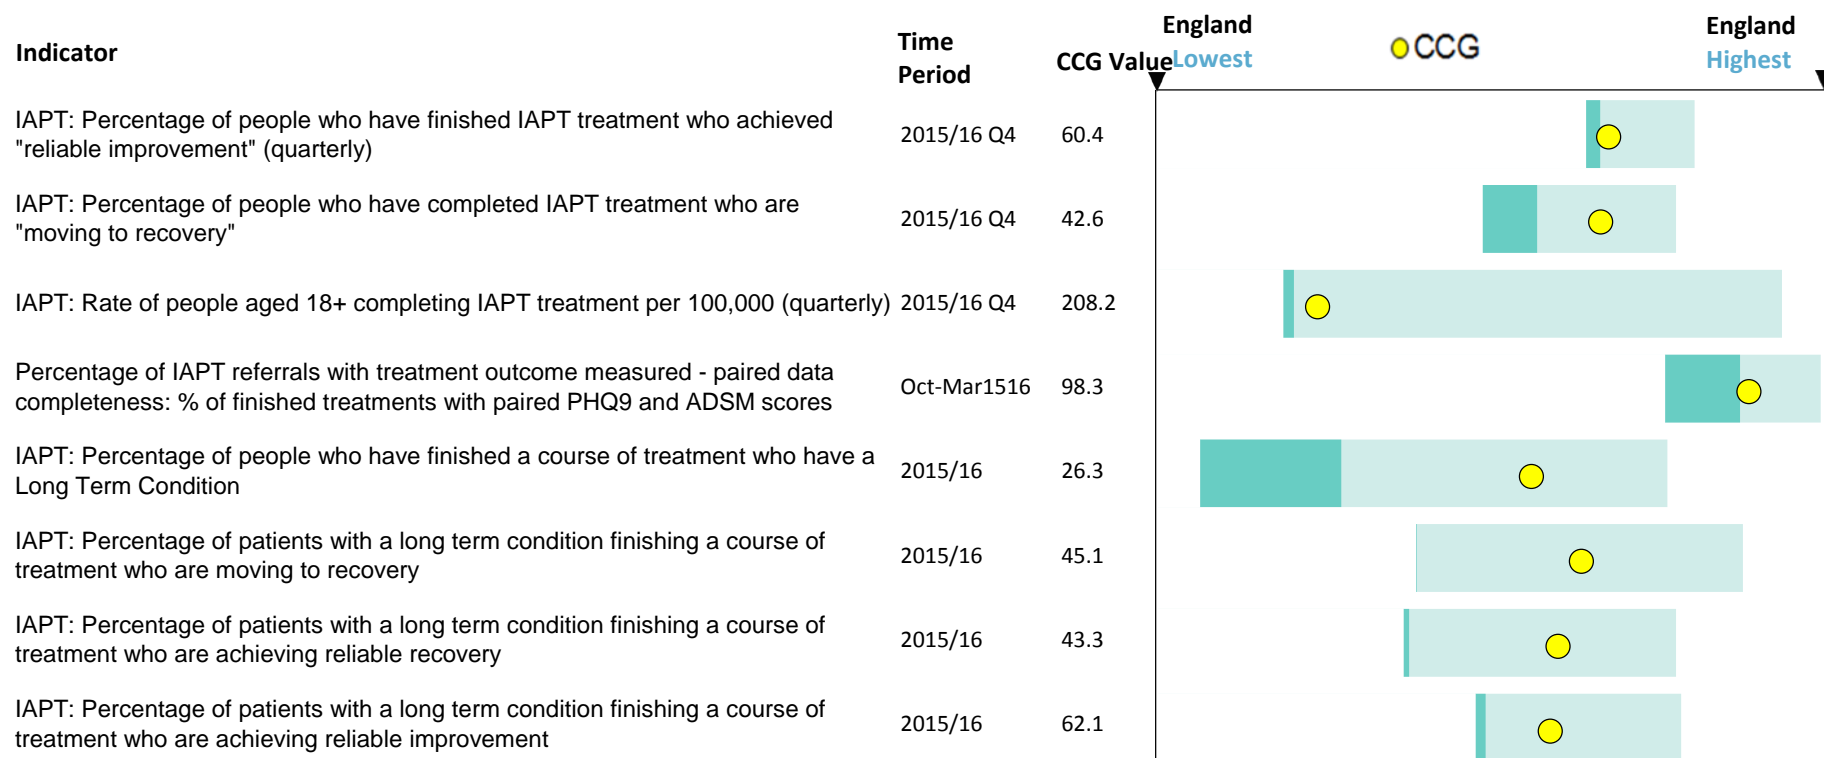 Indicator
Time
Period
CCG Value
England
Lowest
CCG
England
Highest
IAPT: Percentage of people who have finished IAPT treatment who achieved
"reliable improvement" (quarterly)
2015/16 Q4
60.4
IAPT: Percentage of people who have completed IAPT treatment who are
"moving to recovery"
2015/16 Q4
42.6
IAPT: Rate of people aged 18+ completing IAPT treatment per 100,000 (quarterly)
2015/16 Q4
208.2
Percentage of IAPT referrals with treatment outcome measured - paired data
completeness: % of finished treatments with paired PHQ9 and ADSM scores
Oct-Mar1516
98.3
IAPT: Percentage of people who have finished a course of treatment who have a
Long Term Condition
2015/16
26.3
IAPT: Percentage of patients with a long term condition finishing a course of
treatment who are moving to recovery
2015/16
45.1
IAPT: Percentage of patients with a long term condition finishing a course of
treatment who are achieving reliable recovery
2015/16
43.3
IAPT: Percentage of patients with a long term condition finishing a course of
treatment who are achieving reliable improvement
2015/16
62.1